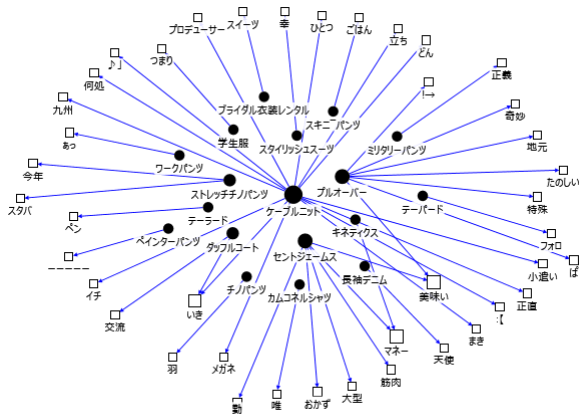 プロデューサー
スイーツ
幸
ひとつ
ごはん
立ち
どん
♪」
つまり
何処
正義
!→
九州
ブライダル衣装レンタル
スキニーパンツ
奇妙
あっ
学生服
スタイリッシュスーツ
ミリタリーパンツ
地元
今年
ワークパンツ
たのしい
スタバ
ストレッチチノパンツ
ケーブルニット
プルオーバー
テーパード
特殊
ペン
テーラード
キネティクス
フォロ
ーーーーー
ペインターパンツ
ダッフルコート
セントジェームス
小追い
ぱ
イチ
チノパンツ
カムコネルシャツ
長袖デニム
美味い
正直
交流
いき
:(
まき
羽
メガネ
マネー
天使
勤
唯
おかず
大型
筋肉